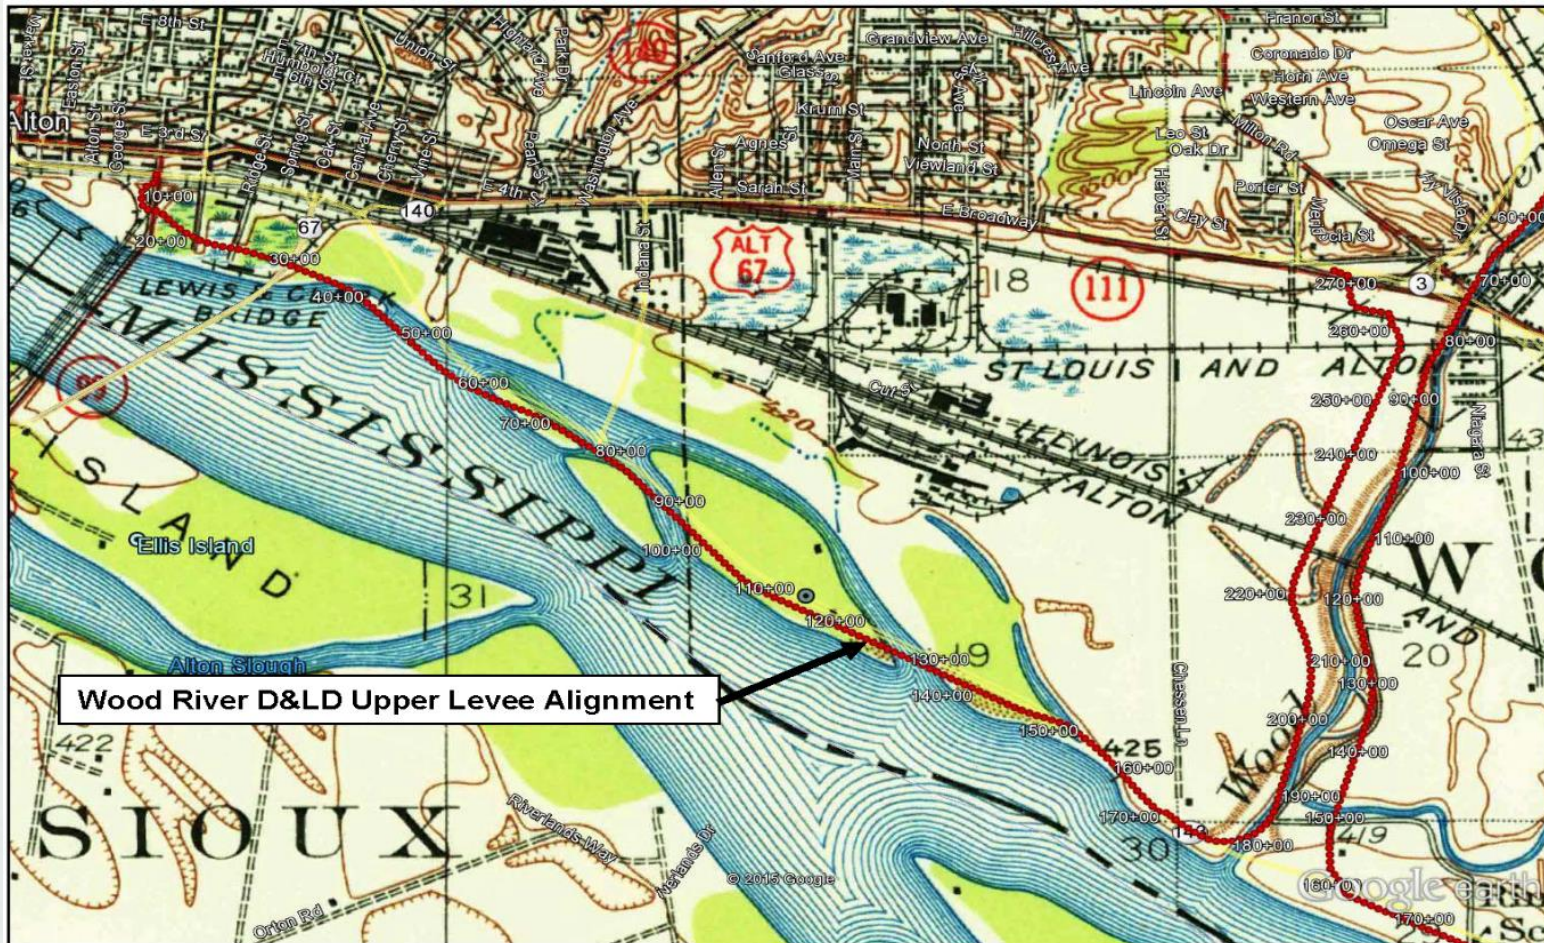 E 8th St
Market St
Easton St
E 7th St
Humboldt Ct
E 6th St
Union St
Highland Ave
Park Dr
140
Sanford Ave
Glass
Grandview Ave
Hillcres
Ave
Franor St
Coronado Dr
Horn Ave
Western Ave
Lincoln Ave
Alton
E 3rd St
Alton St
George St
Ridge St
Spring St
Oak St
Central Ave
Cherry St
Vine St
Pearl St
Washington Ave
13
Krum St
Agnes St
Allen St
Main St
Sarah St
North St
Viewland St
Leo St
Oak Dr
Milton Rd
Oscar Ave
Omega St
Porter St
Herbert St
Clay St
E 4th St
E Broadway
10+00
20+00
30+00
40+00
50+00
60+00
70+00
80+00
90+00
100+00
110+00
120+00
130+00
140+00
150+00
160+00
170+00
180+00
190+00
200+00
210+00
220+00
230+00
240+00
250+00
260+00
270+00
67
140
Indiana St
ALT
67
18
111
3
60+00
70+00
80+00
90+00
100+00
110+00
120+00
130+00
140+00
150+00
160+00
170+00
LEWIS & CLARK
BRIDGE
MISSISSIPPI
ST LOUIS AND ALTON
Cut St
420
ILLINOIS
ALTON
AND
Niagara St
ISLAND
Ellis Island
31
Alton Slough
19
20
Wood River D&LD Upper Levee Alignment
422
425
Chessen Ln
Wood
SIOUX
Riverlands Way
Orton Rd
143
30
419
© 2015 Google
Google earth